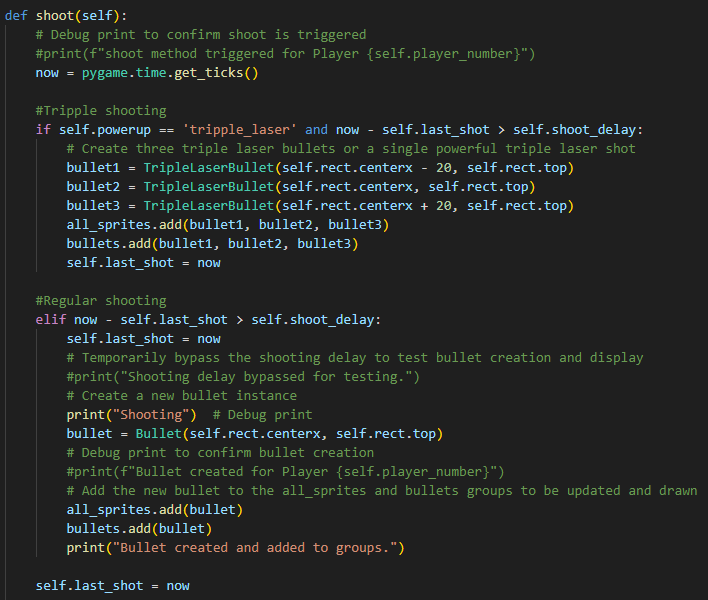 def shoot(self):
    # Debug print to confirm shoot is triggered
    #print(f"shoot method triggered for Player {self.player_number}")
    now = pygame.time.get_ticks()

    #Tripple shooting
    if self.powerup == 'tripple_laser' and now - self.last_shot > self.shoot_delay:
        # Create three triple laser bullets or a single powerful triple laser shot
        bullet1 = TripleLaserBullet(self.rect.centerx - 20, self.rect.top)
        bullet2 = TripleLaserBullet(self.rect.centerx, self.rect.top)
        bullet3 = TripleLaserBullet(self.rect.centerx + 20, self.rect.top)
        all_sprites.add(bullet1, bullet2, bullet3)
        bullets.add(bullet1, bullet2, bullet3)
        self.last_shot = now

    #Regular shooting
    elif now - self.last_shot > self.shoot_delay:
        self.last_shot = now
        # Temporarily bypass the shooting delay to test bullet creation and display
        #print("Shooting delay bypassed for testing.")
        # Create a new bullet instance
        print("Shooting")  # Debug print
        bullet = Bullet(self.rect.centerx, self.rect.top)
        # Debug print to confirm bullet creation
        #print(f"Bullet created for Player {self.player_number}")
        # Add the new bullet to the all_sprites and bullets groups to be updated and drawn
        all_sprites.add(bullet)
        bullets.add(bullet)
        print("Bullet created and added to groups.")

    self.last_shot = now